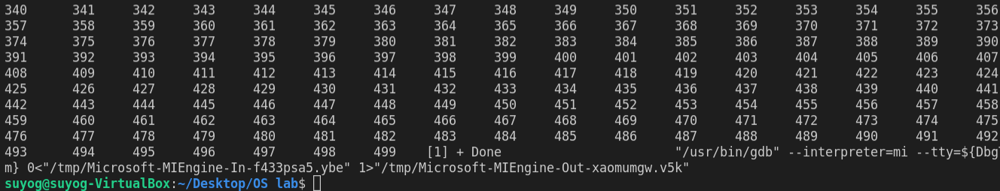 340 341 342 343 344 345 346 347 348 349 350 351 352 353 354 355 356
357 358 359 360 361 362 363 364 365 366 367 368 369 370 371 372 373
374 375 376 377 378 379 380 381 382 383 384 385 386 387 388 389 390
391 392 393 394 395 396 397 398 399 400 401 402 403 404 405 406 407
408 409 410 411 412 413 414 415 416 417 418 419 420 421 422 423 424
425 426 427 428 429 430 431 432 433 434 435 436 437 438 439 440 441
442 443 444 445 446 447 448 449 450 451 452 453 454 455 456 457 458
459 460 461 462 463 464 465 466 467 468 469 470 471 472 473 474 475
476 477 478 479 480 481 482 483 484 485 486 487 488 489 490 491 492
493 494 495 496 497 498 499 [1] + Done "/usr/bin/gdb" --interpreter=mi --tty=${Dbg
m} 0<"/tmp/Microsoft-MIEngine-In-f433psa5.ybe" 1>"/tmp/Microsoft-MIEngine-Out-xaomumgw.v5k"
suyog@suyog-VirtualBox:~/Desktop/OS lab$